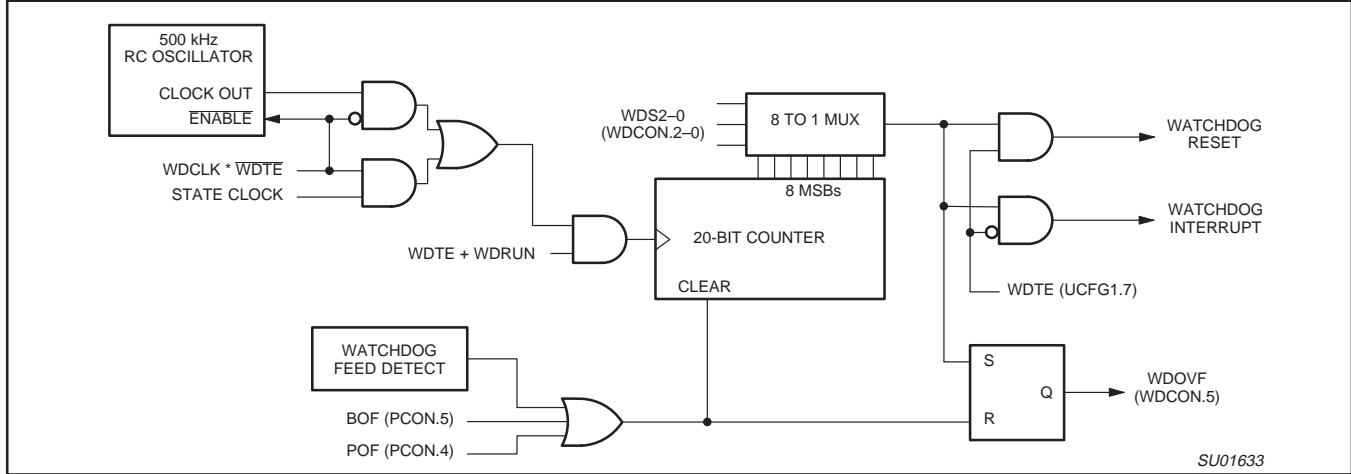 500 kHz
RC OSCILLATOR
CLOCK OUT
ENABLE
WDCLK * WDTE
STATE CLOCK
WDS2–0
(WDCON.2–0)
8 TO 1 MUX
8 MSBs
20-BIT COUNTER
CLEAR
WDTE + WDRUN
WATCHDOG
RESET
WATCHDOG
INTERRUPT
WDTE (UCFG1.7)
WATCHDOG
FEED DETECT
BOF (PCON.5)
POF (PCON.4)
S
R
Q
WDOVF
(WDCON.5)
SU01633